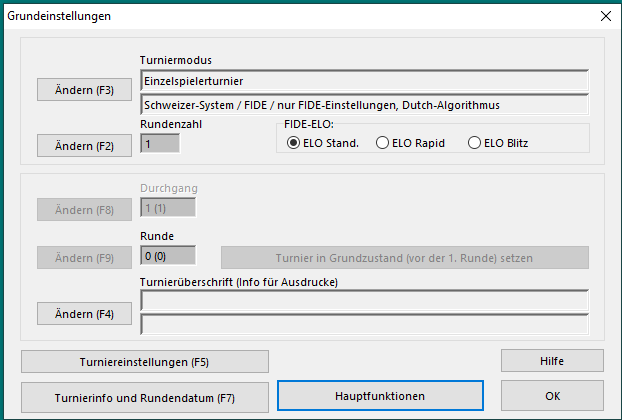 Grundeinstellungen
Turniermodus
Ändern (F3)
Einzelspielerturnier
Schweizer-System / FIDE / nur FIDE-Einstellungen, Dutch-Algorithmus
Rundenzahl
FIDE-ELO:
Ändern (F2)
1
ELO Stand.
ELO Rapid
ELO Blitz
Durchgang
Ändern (F8)
1 (1)
Runde
Ändern (F9)
0 (0)
Turnier in Grundzustand (vor der 1. Runde) setzen
Turnierüberschrift (Info für Ausdrucke)
Ändern (F4)
Turniereinstellungen (F5)
Hilfe
Turnierinfo und Rundendatum (F7)
Hauptfunktionen
OK